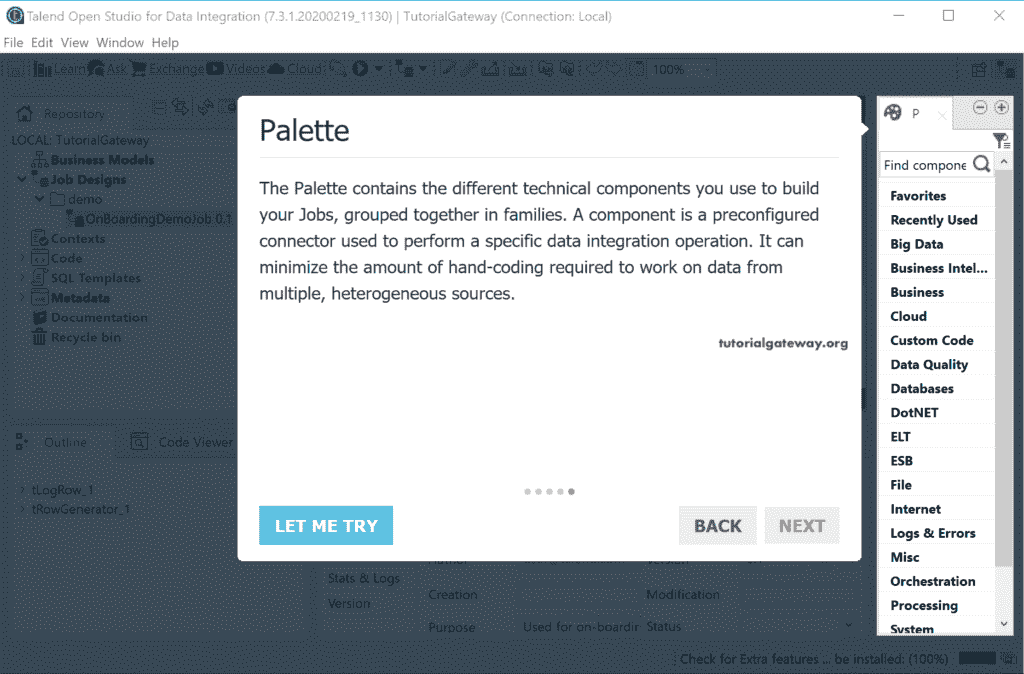 Talend Open Studio for Data Integration (7.3.1.20200219_1130) | TutorialGateway (Connection: Local)
File Edit View Window Help
Learn Ask Exchange Videos Cloud 100%
Repository
LOCAL: TutorialGateway
Business Models
Job Designs
demo
OnBoardingDemoJob 0.1
Contexts
Code
SQL Templates
Metadata
Documentation
Recycle bin
Outline Code Viewer
tLogRow_1
tRowGenerator_1
Palette
The Palette contains the different technical components you use to build
your Jobs, grouped together in families. A component is a preconfigured
connector used to perform a specific data integration operation. It can
minimize the amount of hand-coding required to work on data from
multiple, heterogeneous sources.
tutorialgateway.org
LET ME TRY
BACK
NEXT
P
Find compone
Favorites
Recently Used
Big Data
Business Intel...
Business
Cloud
Custom Code
Data Quality
Databases
DotNET
ELT
ESB
File
Internet
Logs & Errors
Misc
Orchestration
Processing
System
Stats & Logs
Version
Creation Modification
Purpose Used for on-boardin Status
Check for Extra features ... be installed: (100%)